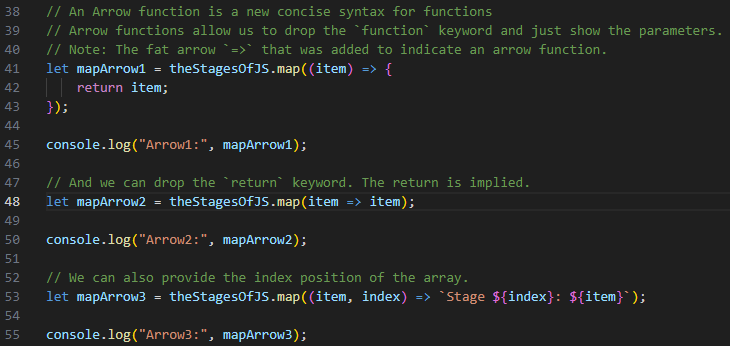 38 // An Arrow function is a new concise syntax for functions
39 // Arrow functions allow us to drop the `function` keyword and just show the parameters.
40 // Note: The fat arrow `=>` that was added to indicate an arrow function.
41 let mapArrow1 = theStagesOfJS.map((item) => {
42     return item;
43 });
44
45 console.log("Arrow1:", mapArrow1);
46
47 // And we can drop the `return` keyword. The return is implied.
48 let mapArrow2 = theStagesOfJS.map(item => item);
49
50 console.log("Arrow2:", mapArrow2);
51
52 // We can also provide the index position of the array.
53 let mapArrow3 = theStagesOfJS.map((item, index) => `Stage ${index}: ${item}`);
54
55 console.log("Arrow3:", mapArrow3);